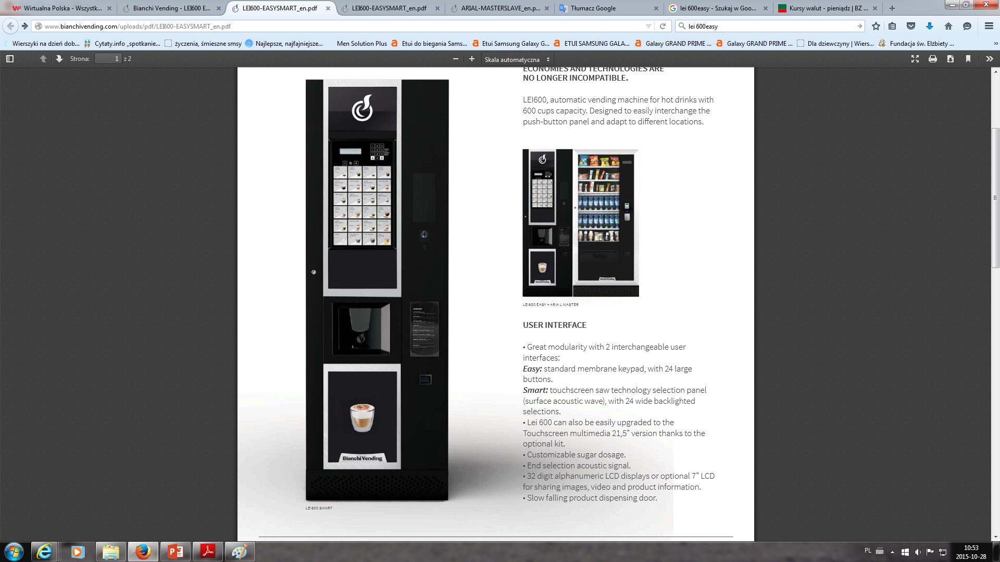 Wirtualna Polska - Wszystk...
Bianchi Vending - LEI600 E...
LEI600-EASYSMART_en.pdf
LEI600-EASYSMART_en.pdf
ARIAL-MASTERSLAVE_en.p...
Tłumacz Google
lei 600easy - Szukaj w Goo...
Kursy walut - pieniądz | BZ ...
www.bianchivending.com/uploads/pdf/LEI600-EASYSMART_en.pdf
lei 600easy
Wierszyki na dzień dob...
Cytaty.info „spotkanie...
życzenia, śmieszne smsy
Najlepsze, najfajniejsze...
Men Solution Plus
Etui do biegania Sams...
Etui Samsung Galaxy G...
ETUI SAMSUNG GALA...
Galaxy GRAND PRIME ...
Galaxy GRAND PRIME ...
Dla dziewczyny | Wiers...
Fundacja św. Elżbiety ...
Strona: 1 z 2
Skala automatyczna
ECONOMIES AND TECHNOLOGIES ARE
NO LONGER INCOMPATIBLE.
LEI600, automatic vending machine for hot drinks with
600 cups capacity. Designed to easily interchange the
push-button panel and adapt to different locations.
LEI600 EASY + ARIA L MASTER
USER INTERFACE
▪ Great modularity with 2 interchangeable user
interfaces:
Easy: standard membrane keypad, with 24 large
buttons.
Smart: touchscreen saw technology selection panel
(surface acoustic wave), with 24 wide backlighted
selections.
▪ Lei 600 can also be easily upgraded to the
Touchscreen multimedia 21,5” version thanks to the
optional kit.
▪ Customizable sugar dosage.
▪ End selection acoustic signal.
▪ 32 digit alphanumeric LCD displays or optional 7” LCD
for sharing images, video and product information.
▪ Slow falling product dispensing door.
Bianchi Vending
BianchiVending
BianchiVending
LEI600 SMART
PL
10:53
2015-10-28